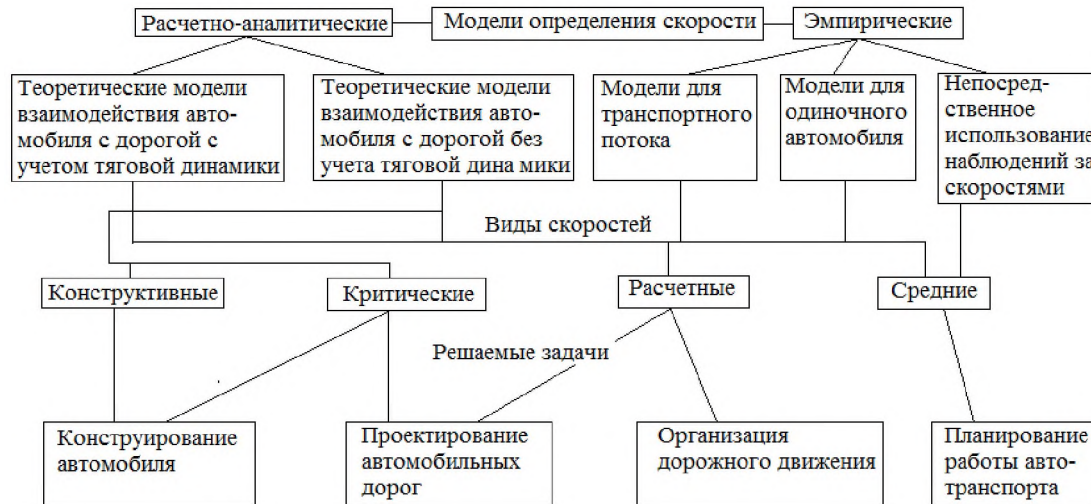 Расчетно-аналитические
Модели определения скорости
Эмпирические
Теоретические модели
взаимодействия авто-
мобиля с дорогой с
учетом тяговой динамики
Теоретические модели
взаимодействия авто-
мобиля с дорогой без
учета тяговой дина мики
Модели для
транспортного
потока
Модели для
одиночного
автомобиля
Непосред-
ственное
использование
наблюдений за
скоростями
Виды скоростей
Конструктивные
Критические
Расчетные
Средние
Решаемые задачи
Конструирование
автомобиля
Проектирование
автомобильных
дорог
Организация
дорожного движения
Планирование
работы авто-
транспорта